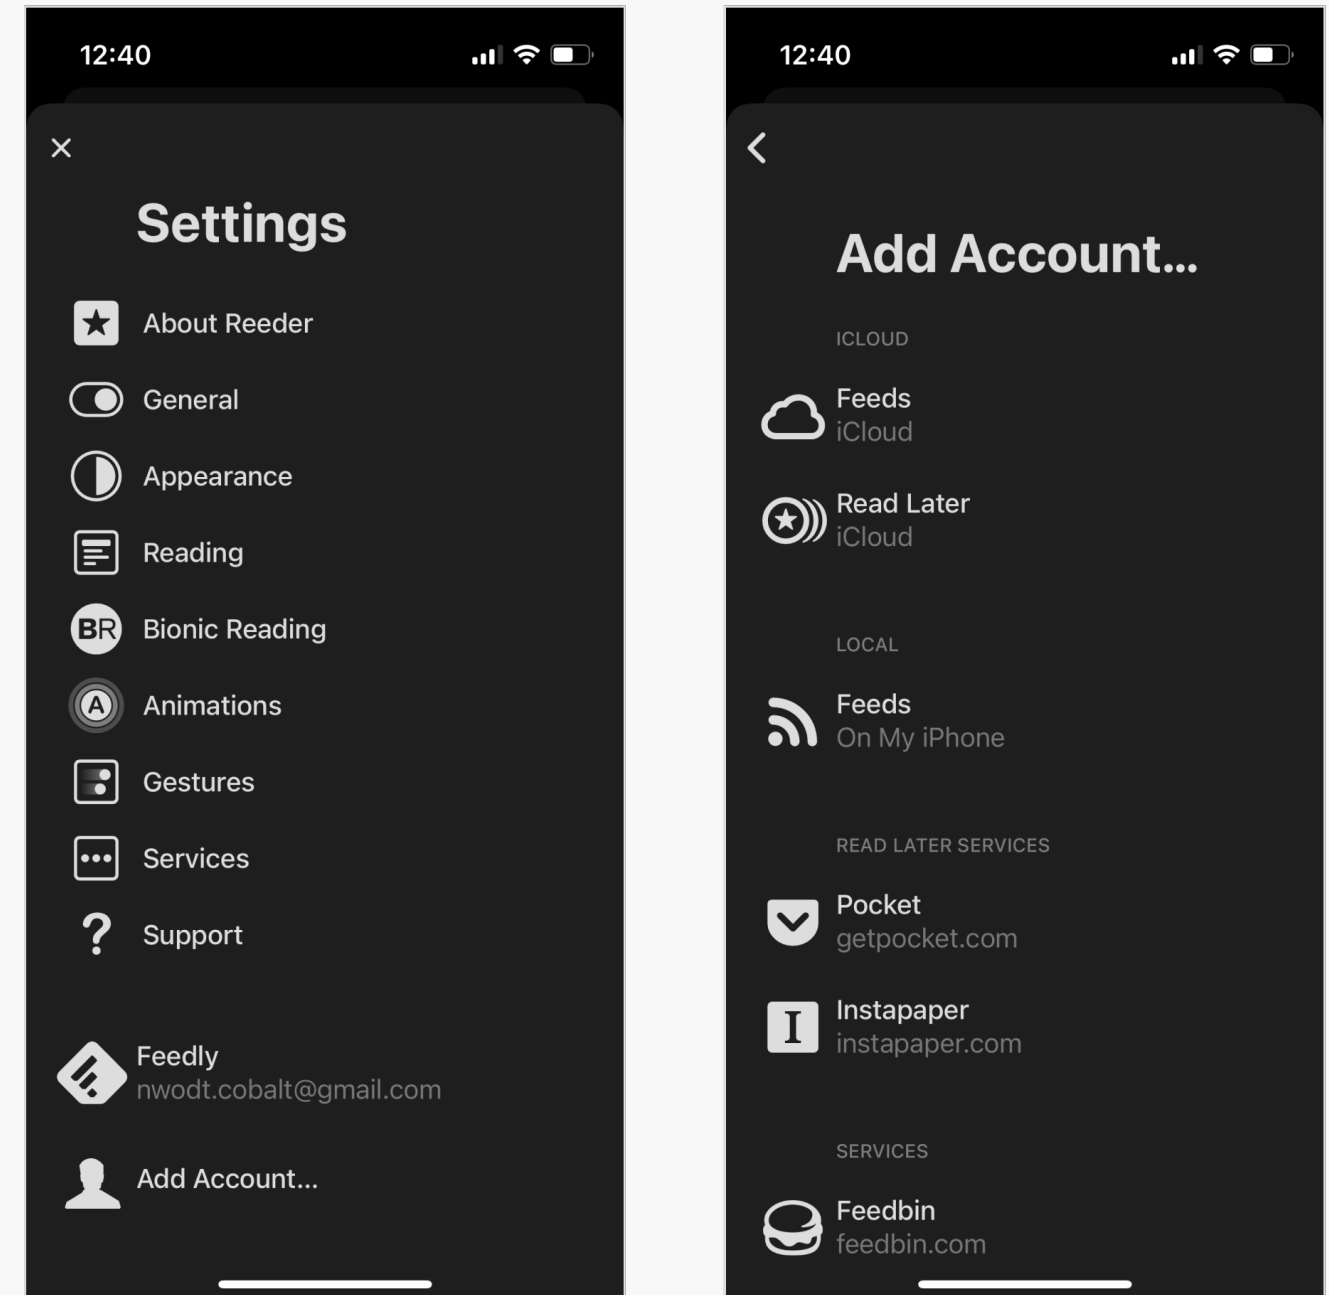 12:40
Settings
About Reeder
General
Appearance
Reading
BR
Bionic Reading
A
Animations
Gestures
Services
?
Support
Feedly
nwodt.cobalt@gmail.com
Add Account...
12:40
Add Account...
ICLOUD
Feeds
iCloud
Read Later
iCloud
LOCAL
Feeds
On My iPhone
READ LATER SERVICES
Pocket
getpocket.com
I
Instapaper
instapaper.com
SERVICES
Feedbin
feedbin.com